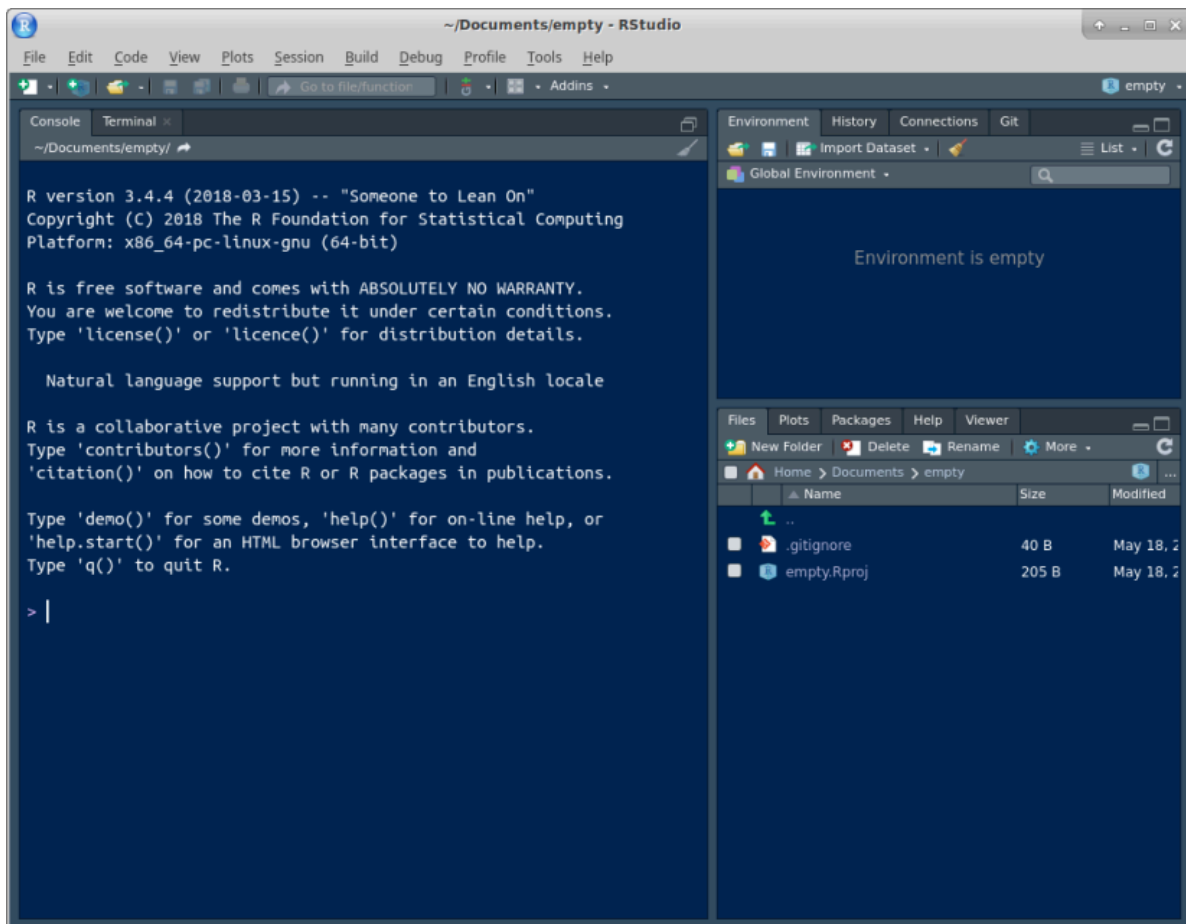 R
~/Documents/empty - RStudio
File Edit Code View Plots Session Build Debug Profile Tools Help
Go to file/function Addins empty
Console Terminal
~/Documents/empty/
R version 3.4.4 (2018-03-15) -- "Someone to Lean On"
Copyright (C) 2018 The R Foundation for Statistical Computing
Platform: x86_64-pc-linux-gnu (64-bit)
R is free software and comes with ABSOLUTELY NO WARRANTY.
You are welcome to redistribute it under certain conditions.
Type 'license()' or 'licence()' for distribution details.
Natural language support but running in an English locale
R is a collaborative project with many contributors.
Type 'contributors()' for more information and
'citation()' on how to cite R or R packages in publications.
Type 'demo()' for some demos, 'help()' for on-line help, or
'help.start()' for an HTML browser interface to help.
Type 'q()' to quit R.
>
Environment History Connections Git
Import Dataset List
Global Environment
Environment is empty
Files Plots Packages Help Viewer
New Folder Delete Rename More
Home Documents empty ...
Name Size Modified
..
.gitignore 40 B May 18, 2
empty.Rproj 205 B May 18, 2